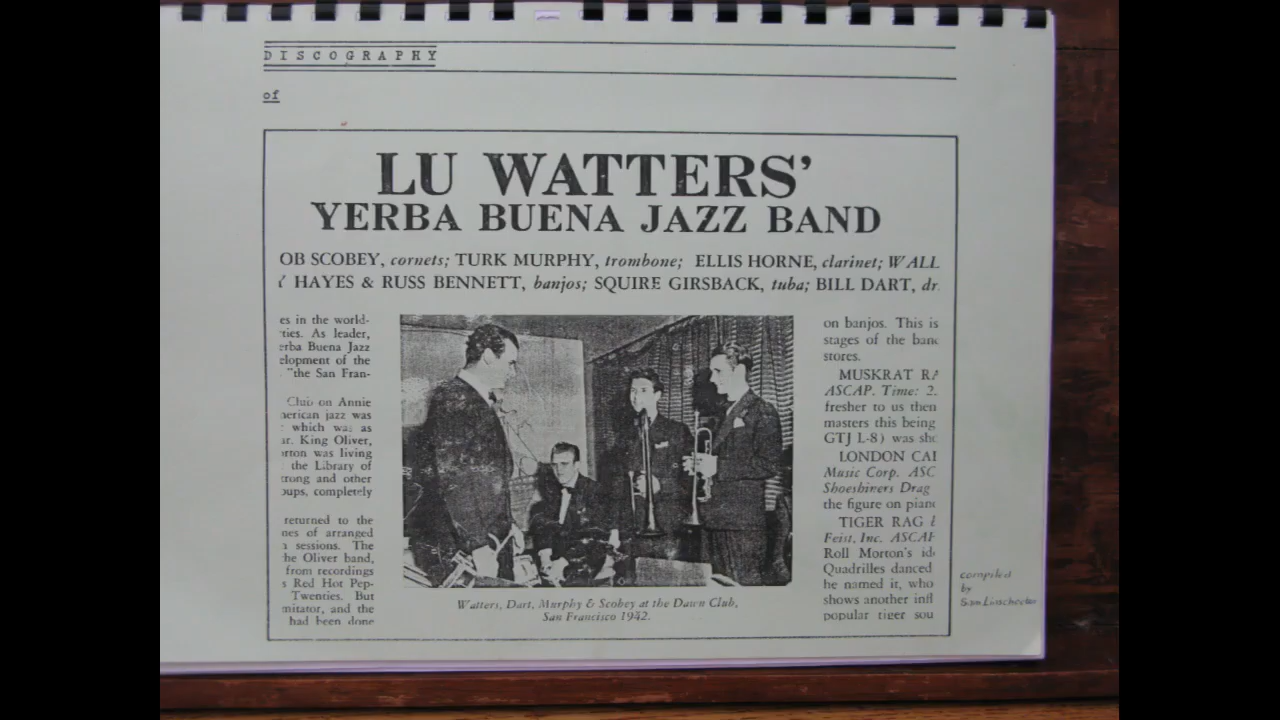 DISCOGRAPHY
of
LU WATTERS'
YERBA BUENA JAZZ BAND
OB SCOBEY, cornets; TURK MURPHY, trombone; ELLIS HORNE, clarinet; WALL
HAYES & RUSS BENNETT, banjos; SQUIRE GIRSBACK, tuba; BILL DART, dr
es in the world-
ties. As leader,
erba Buena Jazz
elopment of the
"the San Fran-
Club on Annie
nerican jazz was
which was as
ar. King Oliver,
orton was living
the Library of
trong and other
oups, completely
returned to the
nes of arranged
sessions. The
he Oliver band,
from recordings
s Red Hot Pep-
Twenties. But
mitator, and the
had been done
Watters, Dart, Murphy & Scobey at the Dawn Club,
San Francisco 1942.
on banjos. This is
stages of the banc
stores.
MUSKRAT RA
ASCAP. Time: 2.
fresher to us then
masters this being
GTJ L-8) was shc
LONDON CAI
Music Corp. ASC
Shoeshiners Drag
the figure on piano
TIGER RAG
Feist, Inc. ASCAP
Roll Morton's id
Quadrilles danced
he named it, who
shows another infl
popular tiger sou
compiled
by
Sam